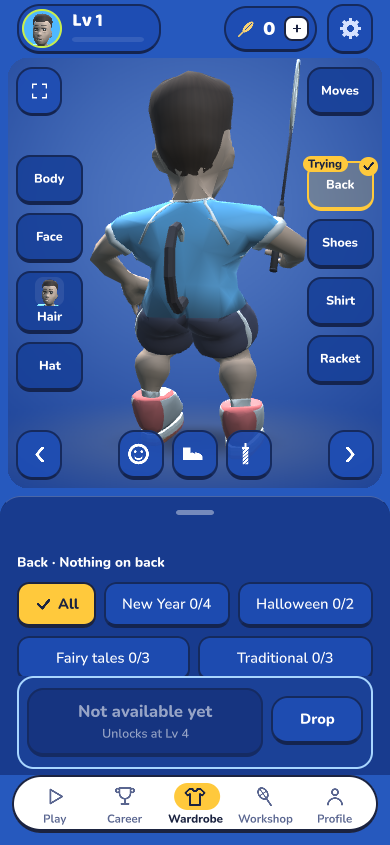 Lv 1
0
+
Moves
Trying
Back
Body
Face
Shoes
Hair
Shirt
Hat
Racket
Back · Nothing on back
All
New Year 0/4
Halloween 0/2
Fairy tales 0/3
Traditional 0/3
Not available yet
Unlocks at Lv 4
Drop
Play
Career
Wardrobe
Workshop
Profile